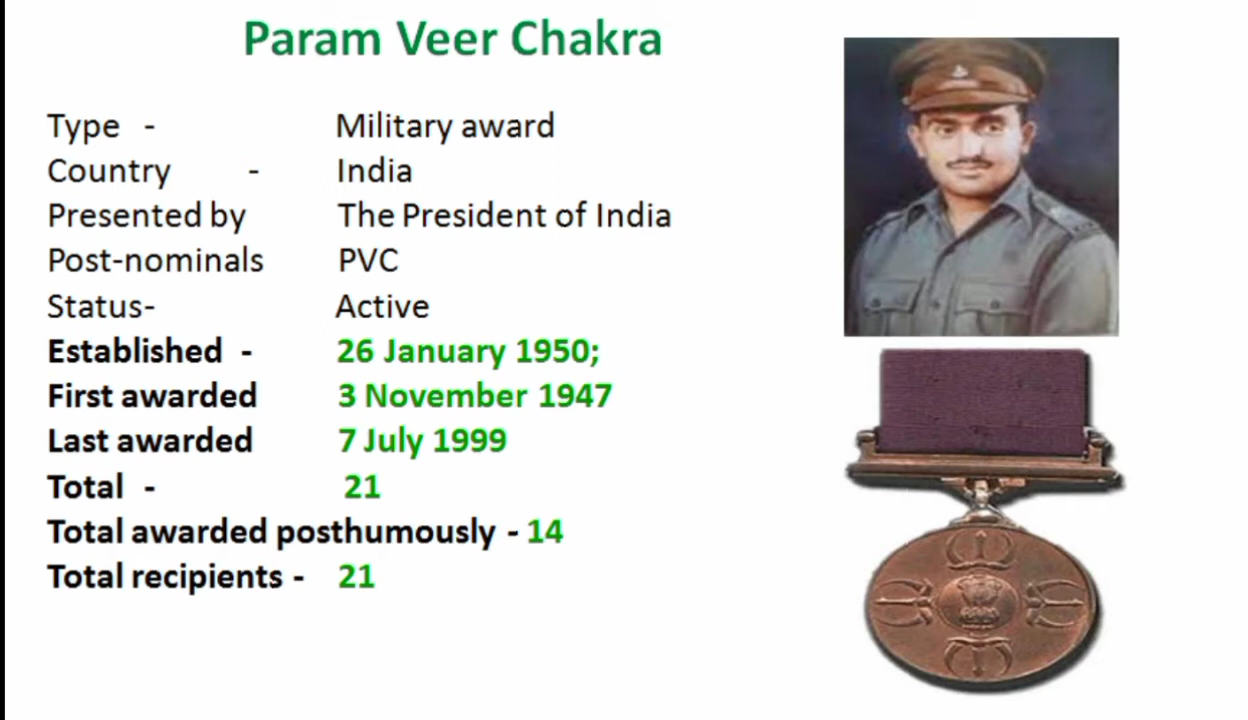 Param Veer Chakra
Type - Military award
Country - India
Presented by The President of India
Post-nominals PVC
Status- Active
Established - 26 January 1950;
First awarded 3 November 1947
Last awarded 7 July 1999
Total - 21
Total awarded posthumously - 14
Total recipients - 21